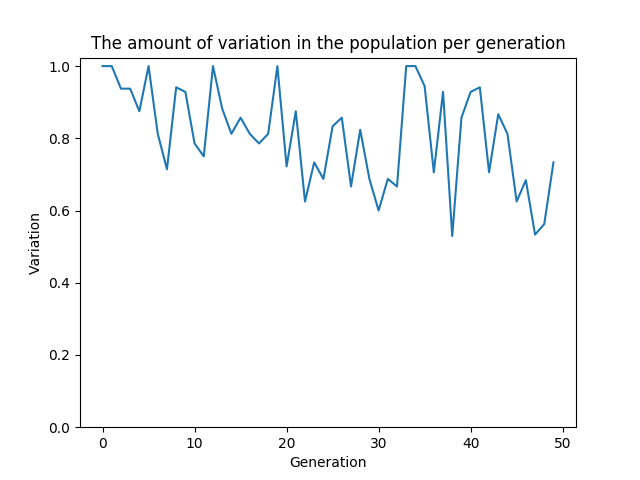 The amount of variation in the population per generation
1.0
0.8
0.6
0.4
0.2
0.0
Variation
0 10 20 30 40 50
Generation